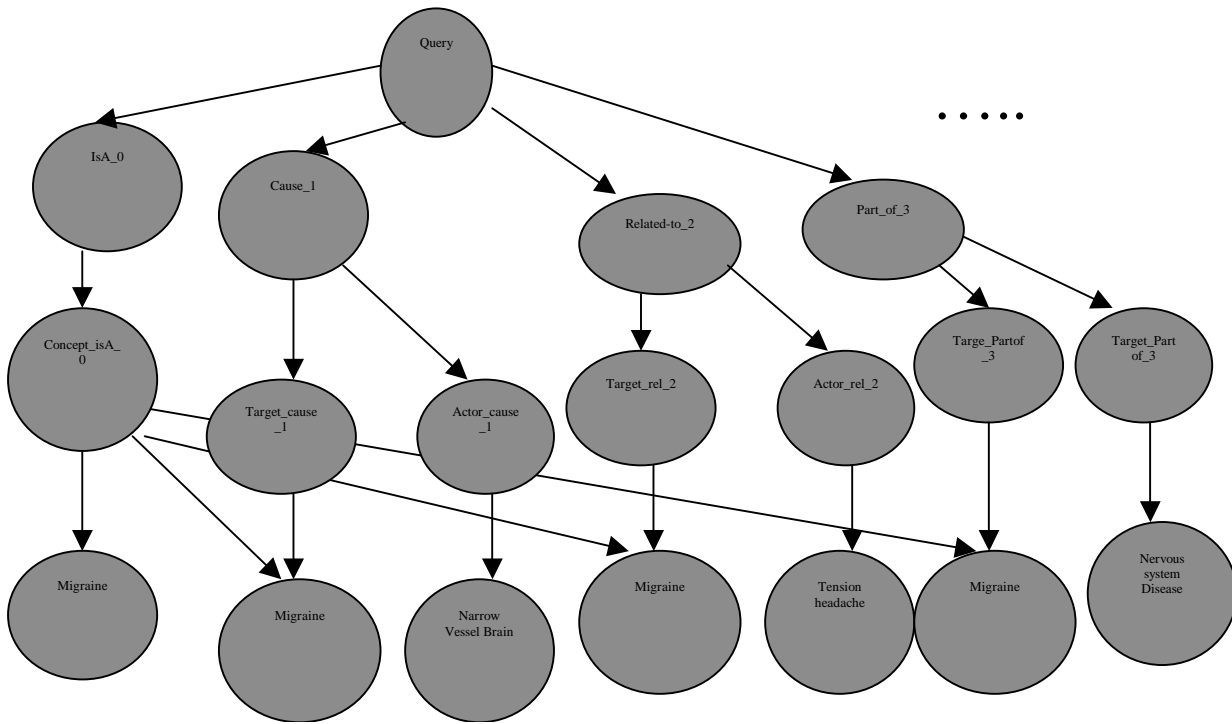 Query
.....
IsA_0
Cause_1
Related-to_2
Part_of_3
Concept_isA_
0
Target_cause
_1
Actor_cause
_1
Target_rel_2
Actor_rel_2
Targe_Partof
_3
Target_Part
of_3
Migraine
Migraine
Narrow
Vessel Brain
Migraine
Tension
headache
Migraine
Nervous
system
Disease